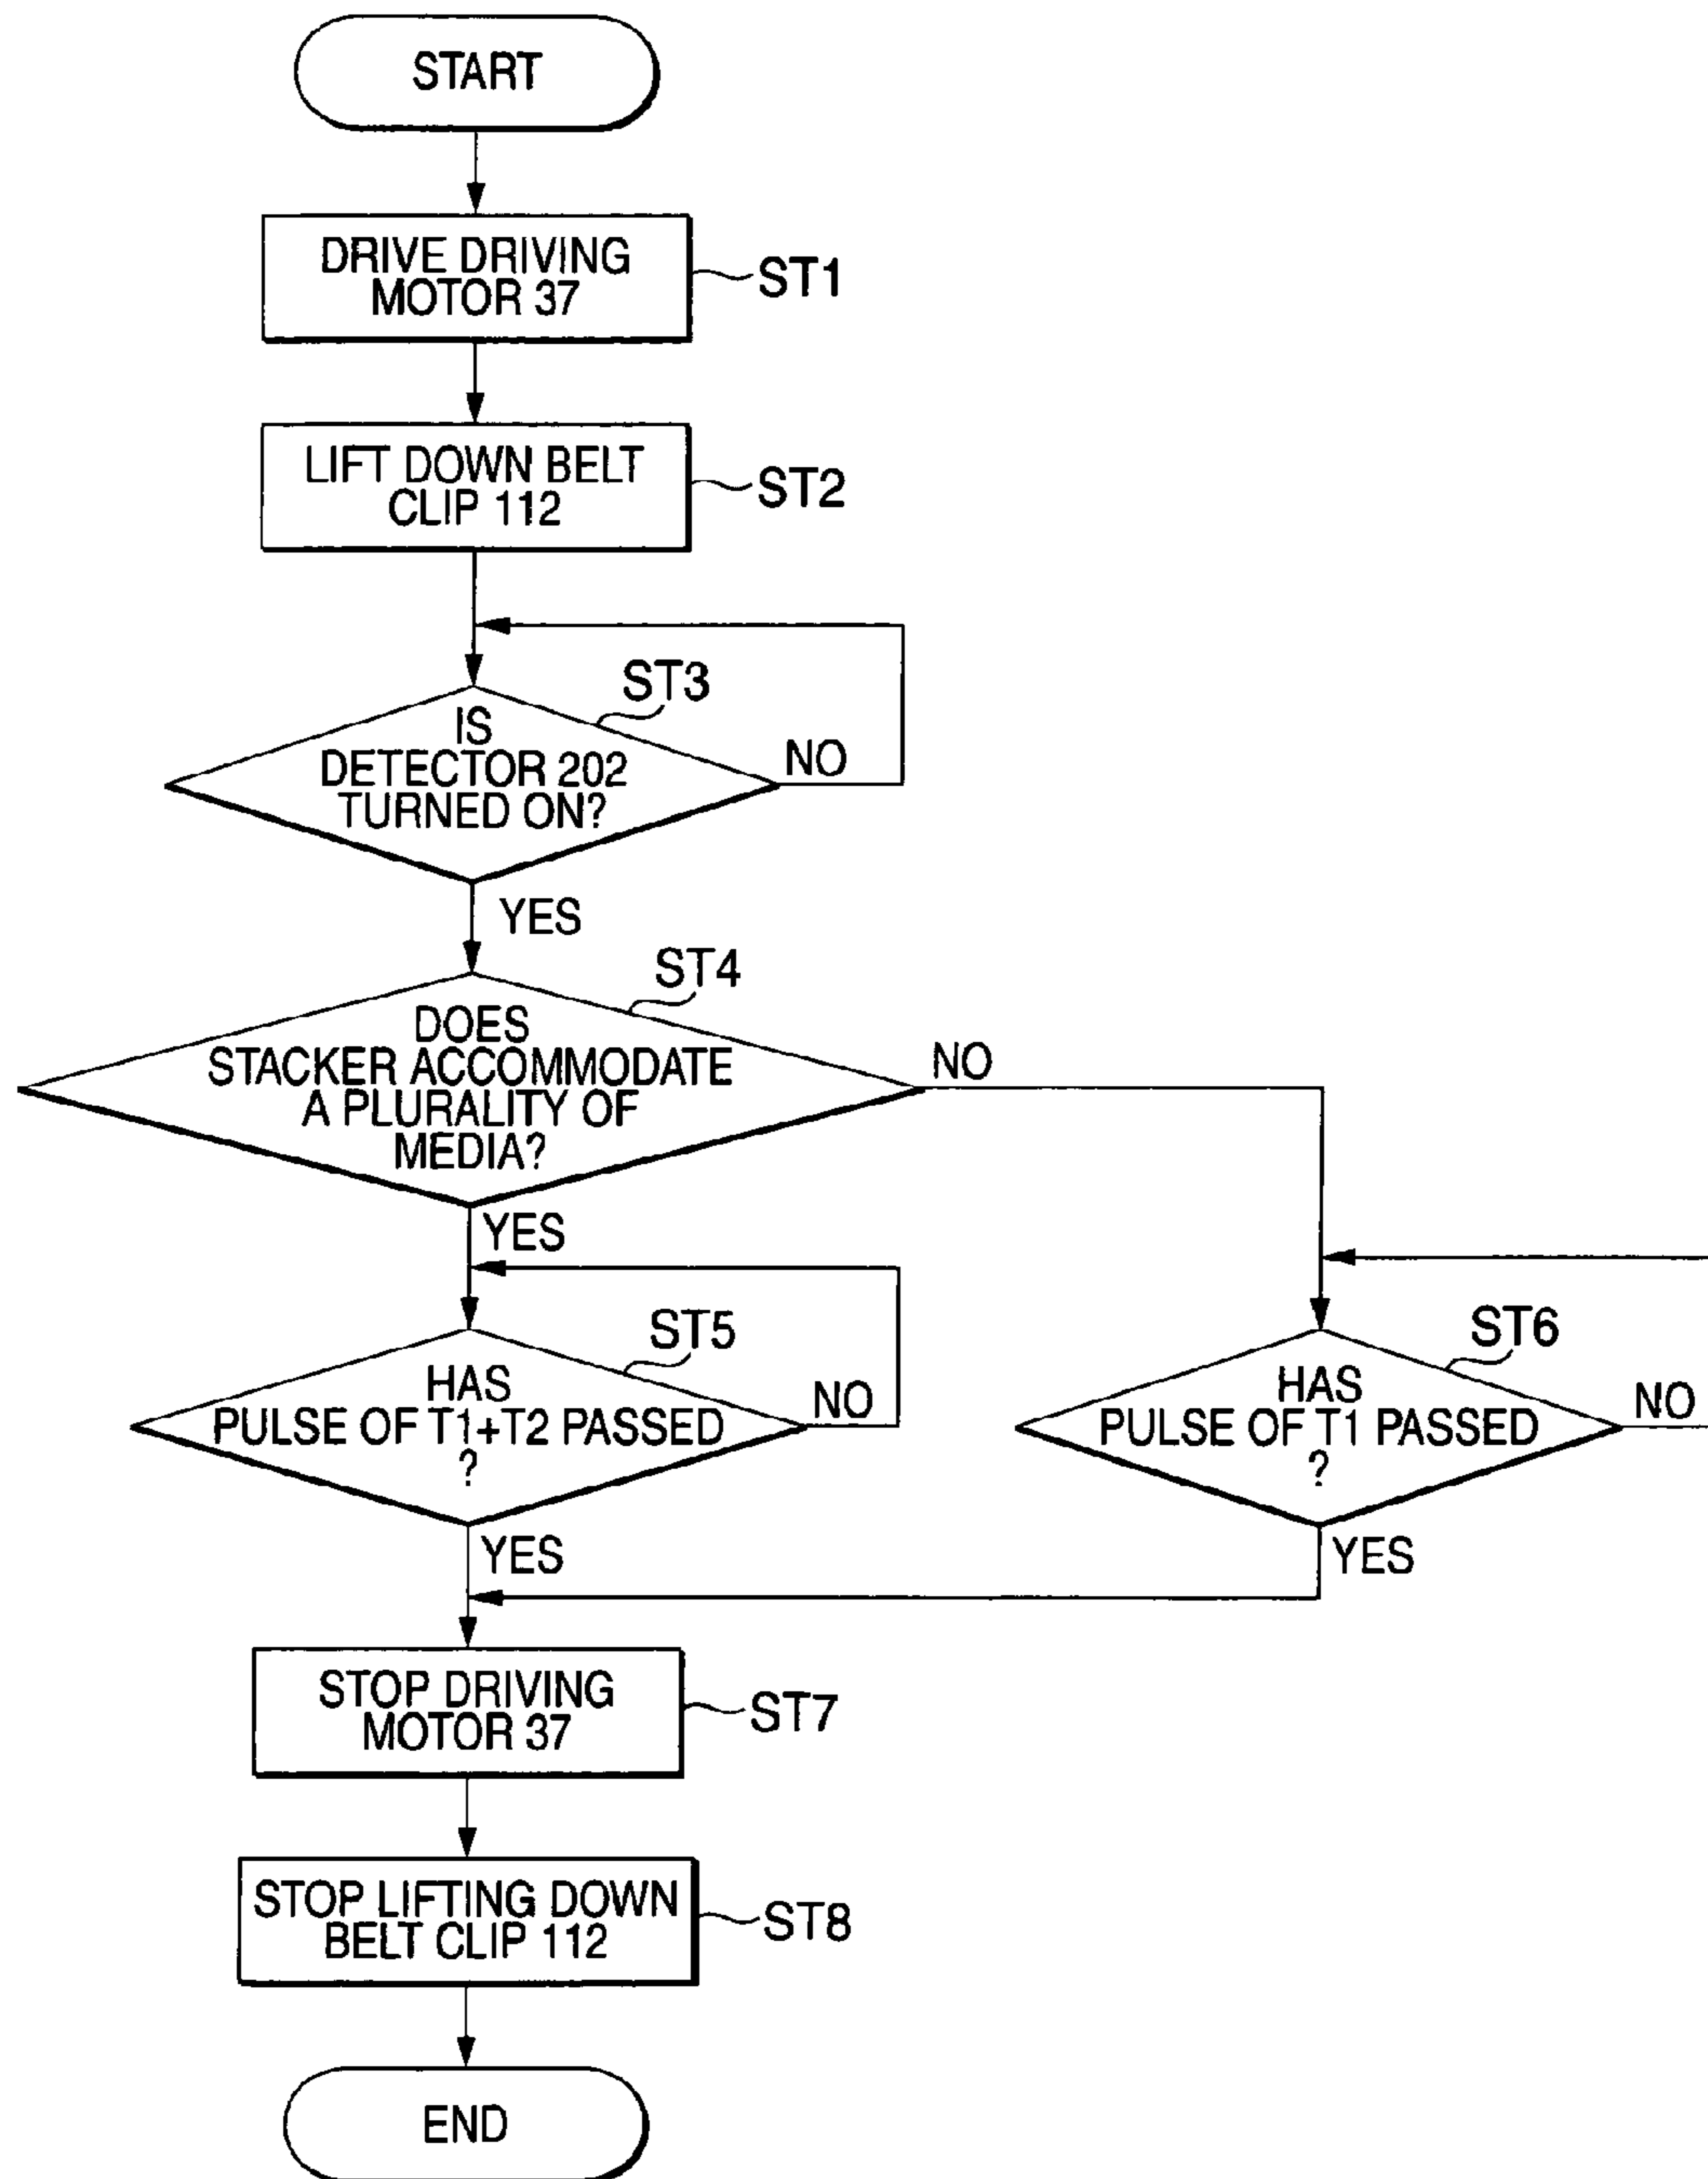 START
DRIVE DRIVING
MOTOR 37
ST1
LIFT DOWN BELT
CLIP 112
ST2
ST3
IS
DETECTOR 202
TURNED ON?
NO
YES
ST4
DOES
STACKER ACCOMMODATE
A PLURALITY OF
MEDIA?
NO
YES
ST5
HAS
PULSE OF T1+T2 PASSED
?
NO
YES
ST6
HAS
PULSE OF T1 PASSED
?
NO
YES
STOP DRIVING
MOTOR 37
ST7
STOP LIFTING DOWN
BELT CLIP 112
ST8
END